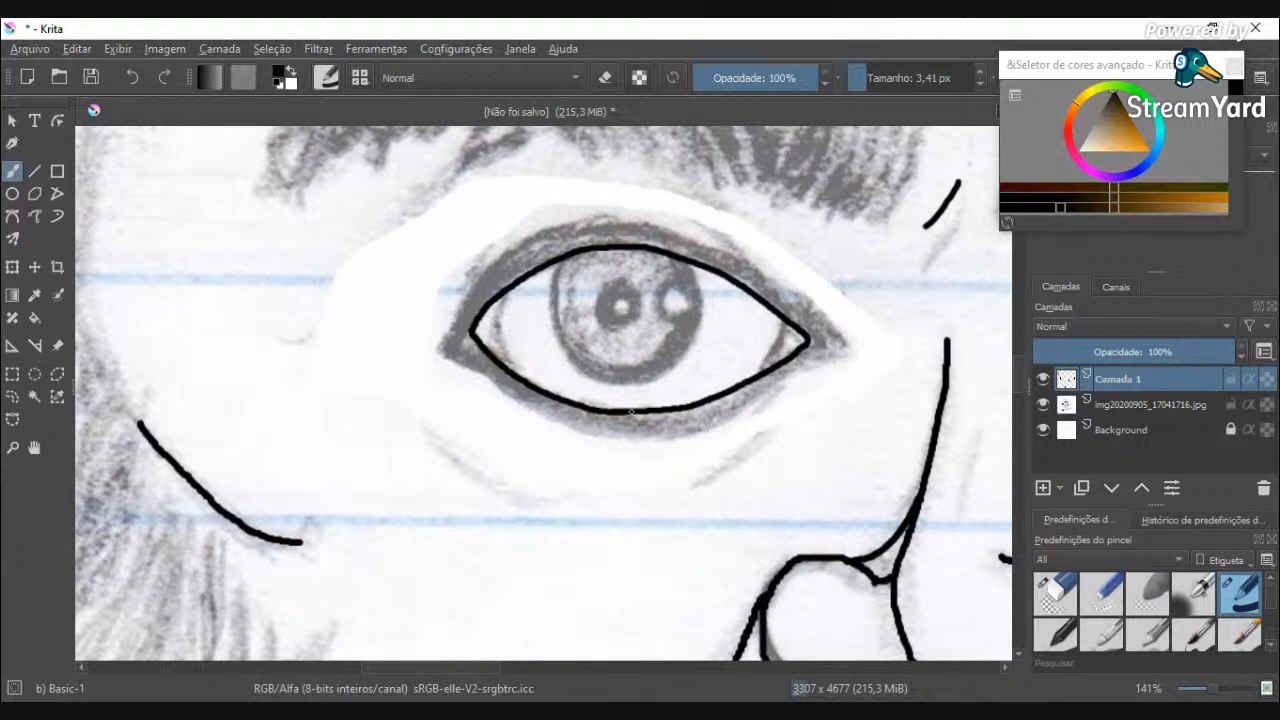 Powered by
StreamYard
* - Krita
Arquivo Editar Exibir Imagem Camada Seleção Filtrar Ferramentas Configurações Janela Ajuda
Normal
Opacidade: 100%
Tamanho: 3,41 px
&Seletor de cores avançado - Krita
[Não foi salvo] (215,3 MiB) *
Camadas Canais
Camadas
Normal
Opacidade: 100%
Camada 1
img20200905_17041716.jpg
Background
Predefinições d... Histórico de predefinições d...
Predefinições do pincel
All Etiqueta
Pesquisar
b) Basic-1 RGB/Alfa (8-bits inteiros/canal) sRGB-elle-V2-srgbtrc.icc 3307 x 4677 (215,3 MiB) 141%